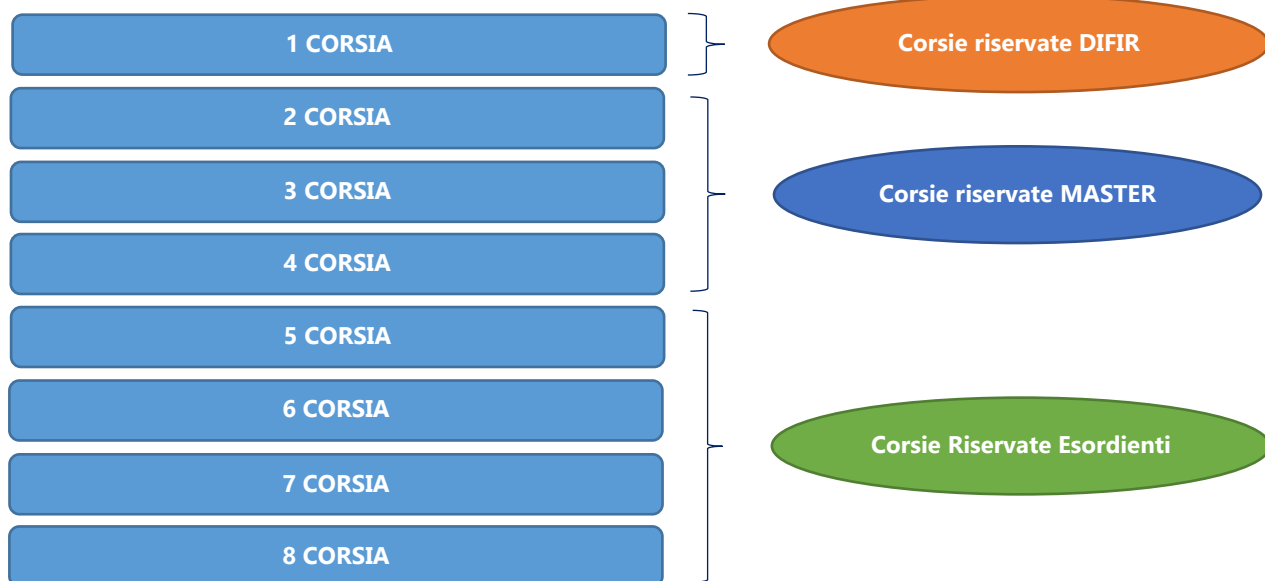 1 CORSIA
Corsie riservate DIFIR
2 CORSIA
3 CORSIA
Corsie riservate MASTER
4 CORSIA
5 CORSIA
6 CORSIA
Corsie Riservate Esordienti
7 CORSIA
8 CORSIA